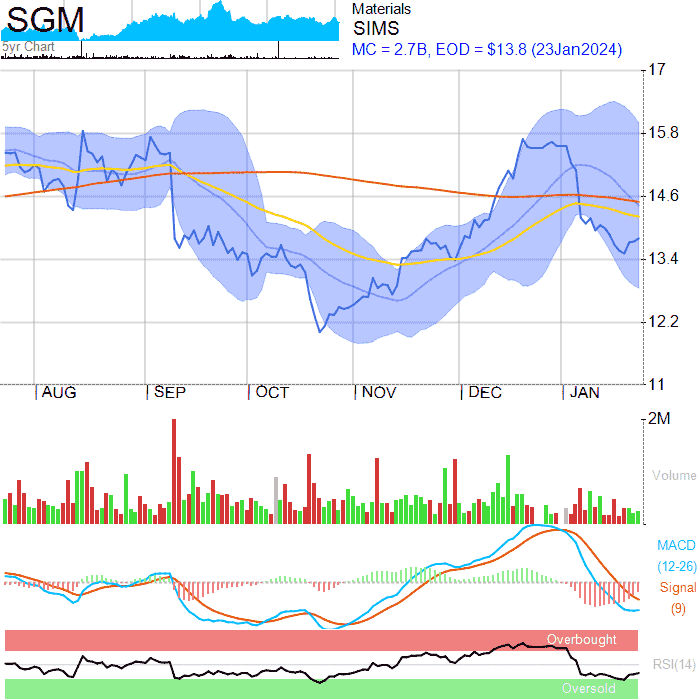 SGM
5yr Chart
Materials
SIMS
MC = 2.7B, EOD = $13.8 (23Jan2024)
17
15.8
14.6
13.4
12.2
11
AUG SEP OCT NOV DEC JAN
2M
Volume
MACD
(12-26)
Signal
(9)
Overbought
RSI(14)
Oversold